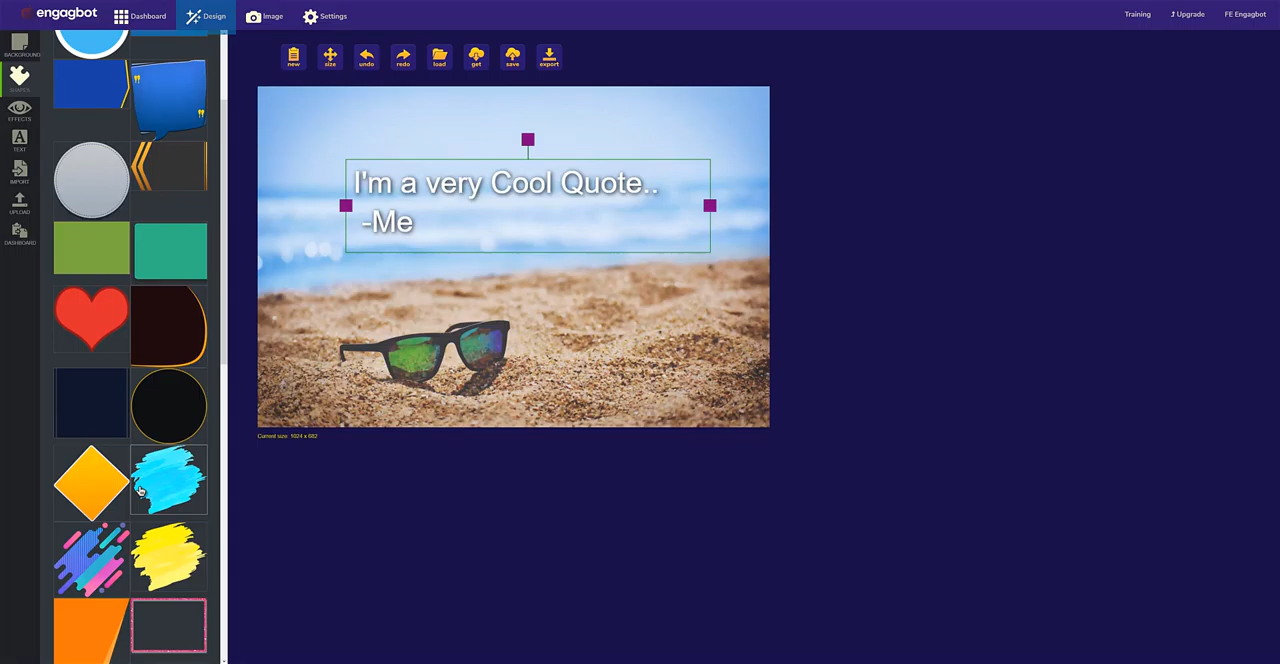 engagbot
Dashboard
Design
Image
Settings
Training
Upgrade
FE Engagbot
BACKGROUND
SHAPES
EFFECTS
TEXT
IMPORT
UPLOAD
DASHBOARD
new
size
undo
redo
load
get
save
export
I'm a very Cool Quote..
-Me
Current size: 1024 x 682